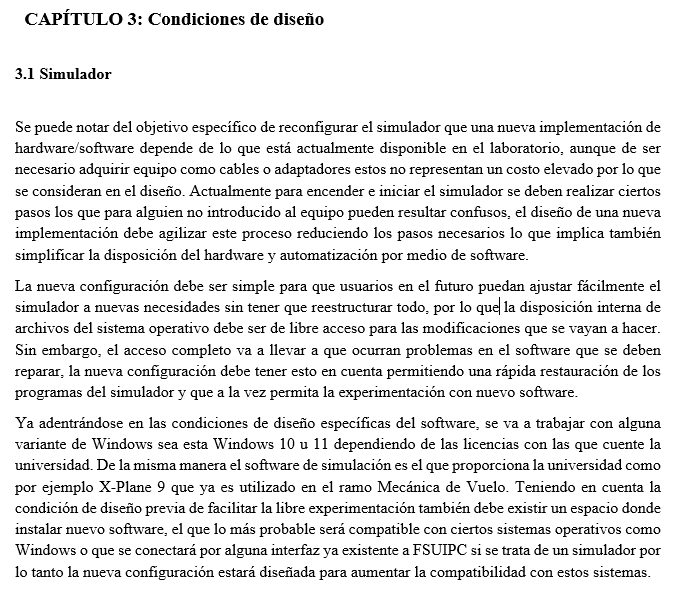 CAPÍTULO 3: Condiciones de diseño
3.1 Simulador
Se puede notar del objetivo específico de reconfigurar el simulador que una nueva implementación de
hardware/software depende de lo que está actualmente disponible en el laboratorio, aunque de ser
necesario adquirir equipo como cables o adaptadores estos no representan un costo elevado por lo que
se consideran en el diseño. Actualmente para encender e iniciar el simulador se deben realizar ciertos
pasos los que para alguien no introducido al equipo pueden resultar confusos, el diseño de una nueva
implementación debe agilizar este proceso reduciendo los pasos necesarios lo que implica también
simplificar la disposición del hardware y automatización por medio de software.
La nueva configuración debe ser simple para que usuarios en el futuro puedan ajustar fácilmente el
simulador a nuevas necesidades sin tener que reestructurar todo, por lo que la disposición interna de
archivos del sistema operativo debe ser de libre acceso para las modificaciones que se vayan a hacer.
Sin embargo, el acceso completo va a llevar a que ocurran problemas en el software que se deben
reparar, la nueva configuración debe tener esto en cuenta permitiendo una rápida restauración de los
programas del simulador y que a la vez permita la experimentación con nuevo software.
Ya adentrándose en las condiciones de diseño específicas del software, se va a trabajar con alguna
variante de Windows sea esta Windows 10 u 11 dependiendo de las licencias con las que cuente la
universidad. De la misma manera el software de simulación es el que proporciona la universidad como
por ejemplo X-Plane 9 que ya es utilizado en el ramo Mecánica de Vuelo. Teniendo en cuenta la
condición de diseño previa de facilitar la libre experimentación también debe existir un espacio donde
instalar nuevo software, el que lo más probable será compatible con ciertos sistemas operativos como
Windows o que se conectará por alguna interfaz ya existente a FSUIPC si se trata de un simulador por
lo tanto la nueva configuración estará diseñada para aumentar la compatibilidad con estos sistemas.